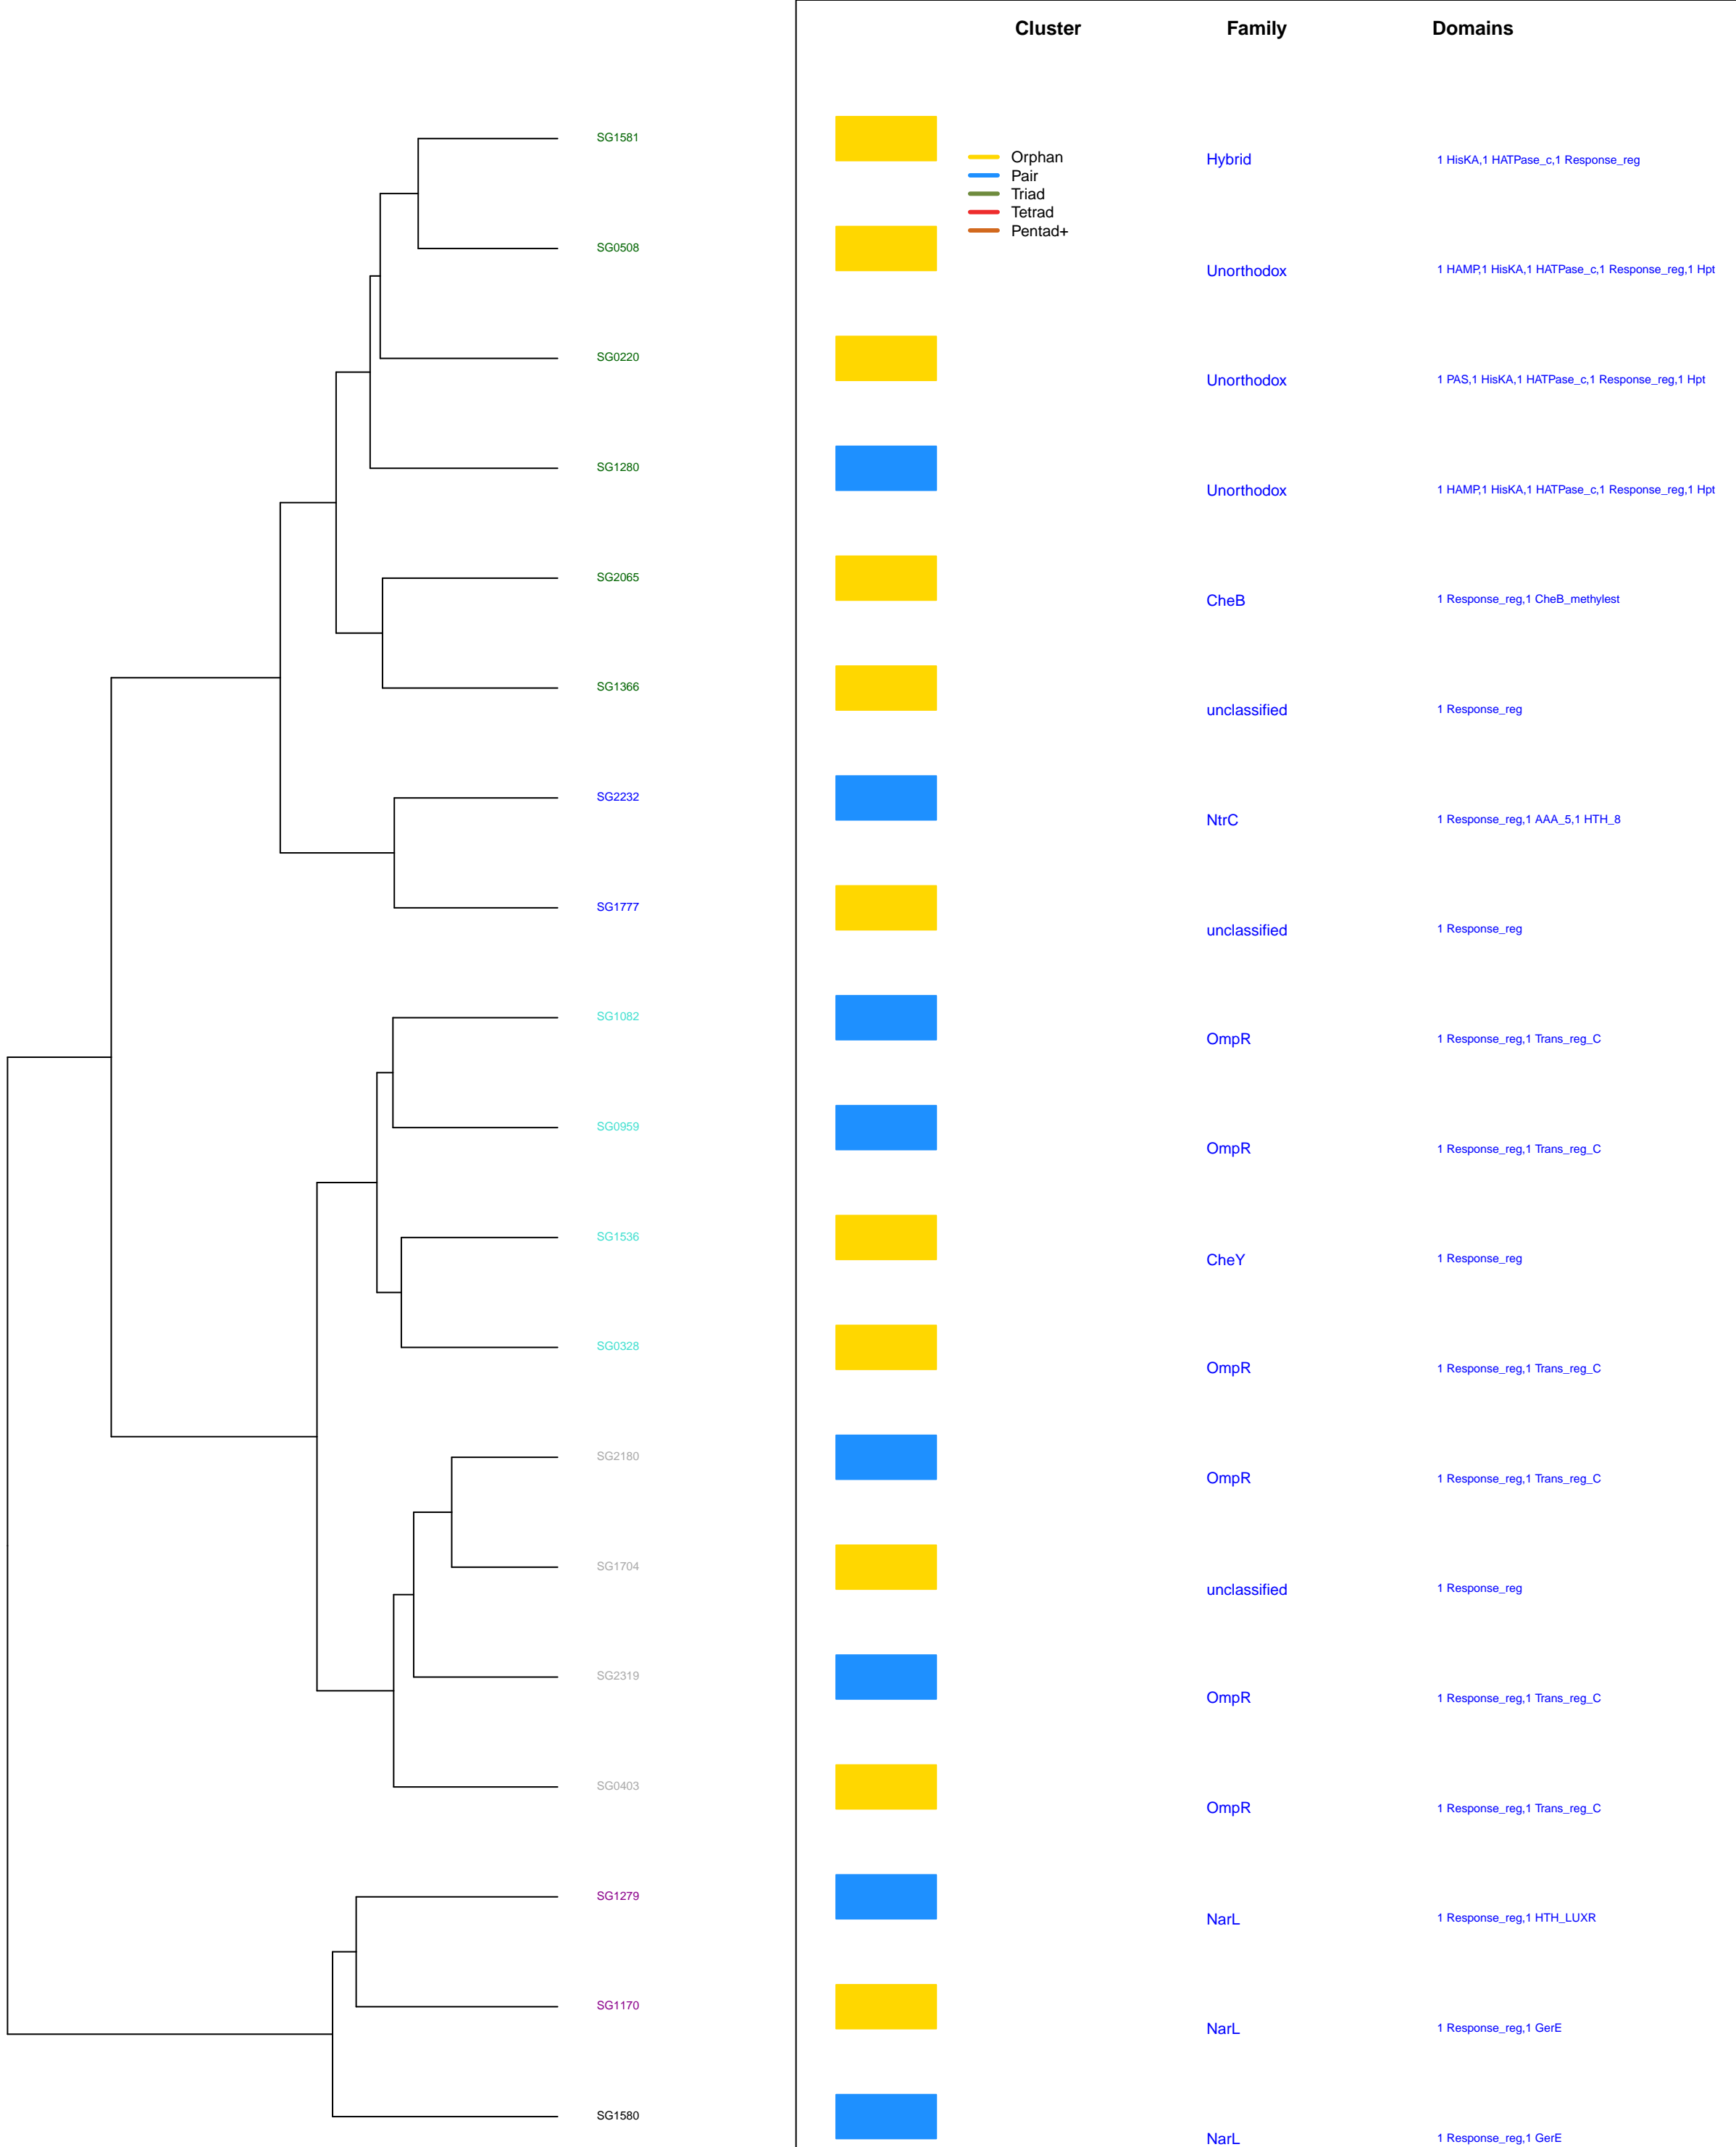 Cluster Family Domains
SG1581
Orphan
Hybrid 1 HisKA,1 HATPase_c,1 Response_reg
Pair
Triad
Tetrad
Pentad+
SG0508
Unorthodox 1 HAMP,1 HisKA,1 HATPase_c,1 Response_reg,1 Hpt
SG0220
Unorthodox 1 PAS,1 HisKA,1 HATPase_c,1 Response_reg,1 Hpt
SG1280
Unorthodox 1 HAMP,1 HisKA,1 HATPase_c,1 Response_reg,1 Hpt
SG2065
CheB 1 Response_reg,1 CheB_methylest
SG1366
unclassified 1 Response_reg
SG2232
NtrC 1 Response_reg,1 AAA_5,1 HTH_8
SG1777
unclassified 1 Response_reg
SG1082
OmpR 1 Response_reg,1 Trans_reg_C
SG0959
OmpR 1 Response_reg,1 Trans_reg_C
SG1536
CheY 1 Response_reg
SG0328
OmpR 1 Response_reg,1 Trans_reg_C
SG2180
OmpR 1 Response_reg,1 Trans_reg_C
SG1704
unclassified 1 Response_reg
SG2319
OmpR 1 Response_reg,1 Trans_reg_C
SG0403
OmpR 1 Response_reg,1 Trans_reg_C
SG1279
NarL 1 Response_reg,1 HTH_LUXR
SG1170
NarL 1 Response_reg,1 GerE
SG1580
NarL 1 Response_reg,1 GerE